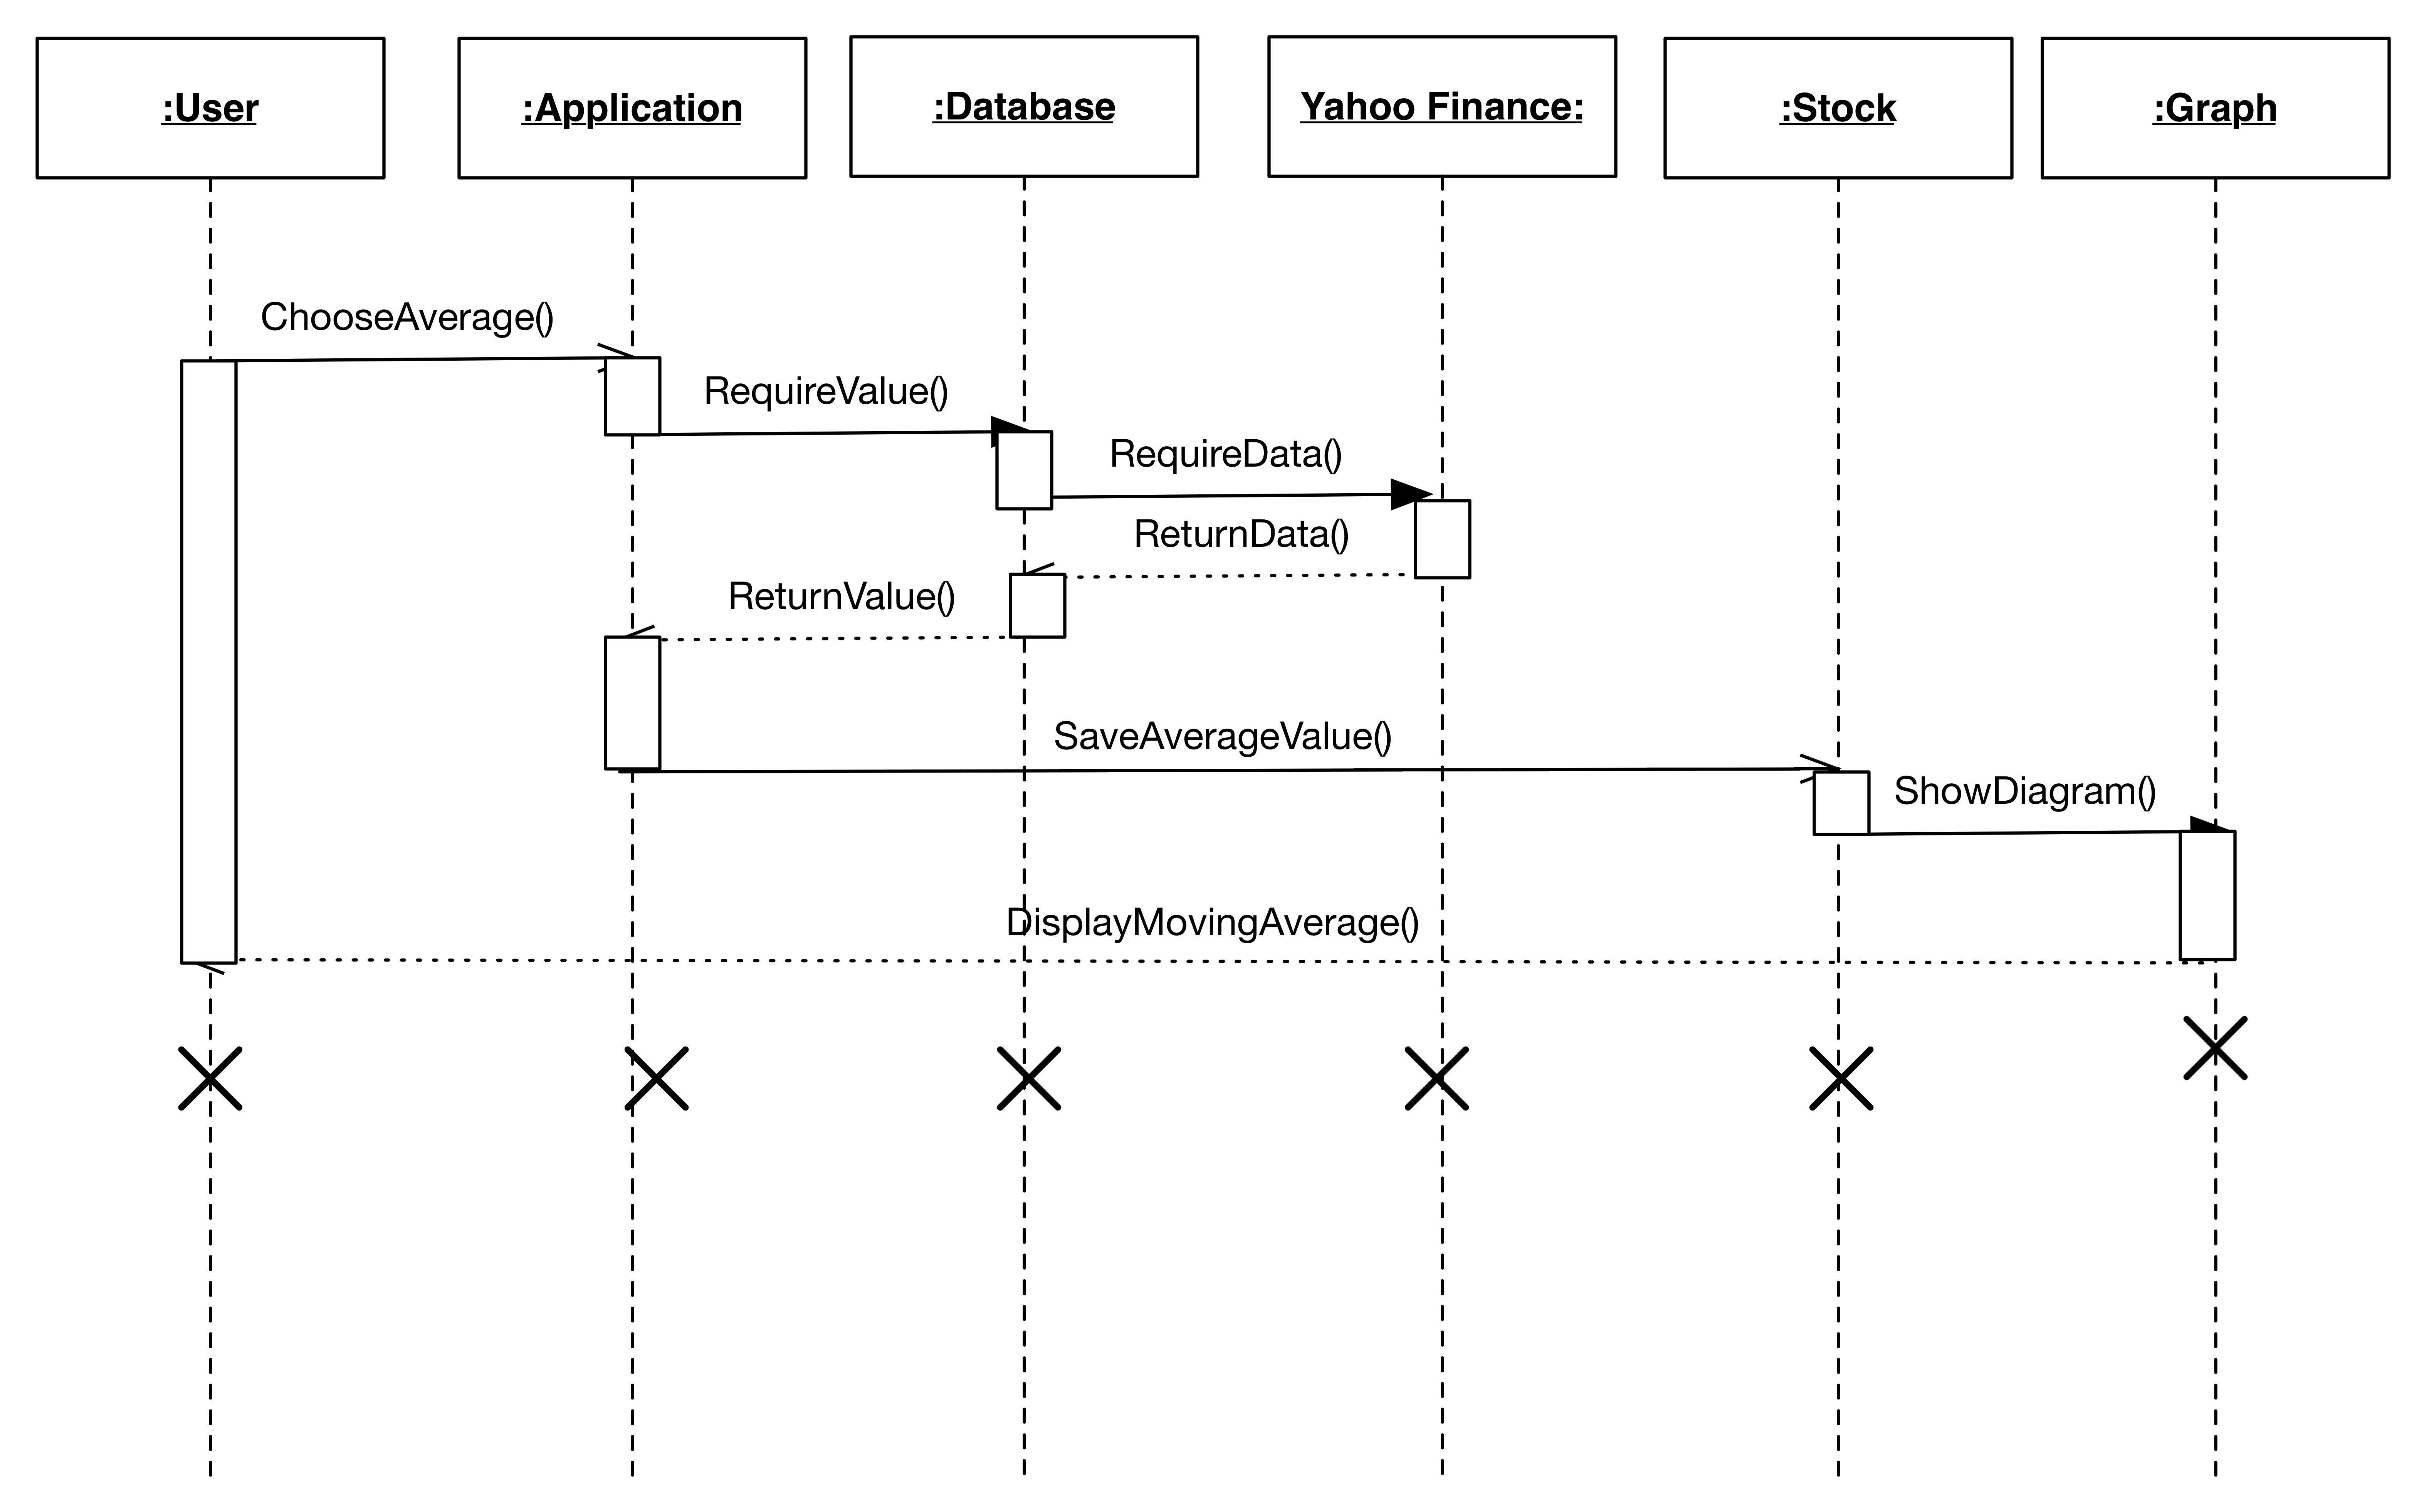 :User
:Application
:Database
Yahoo Finance:
:Stock
:Graph
ChooseAverage()
RequireValue()
RequireData()
ReturnData()
ReturnValue()
SaveAverageValue()
ShowDiagram()
DisplayMovingAverage()